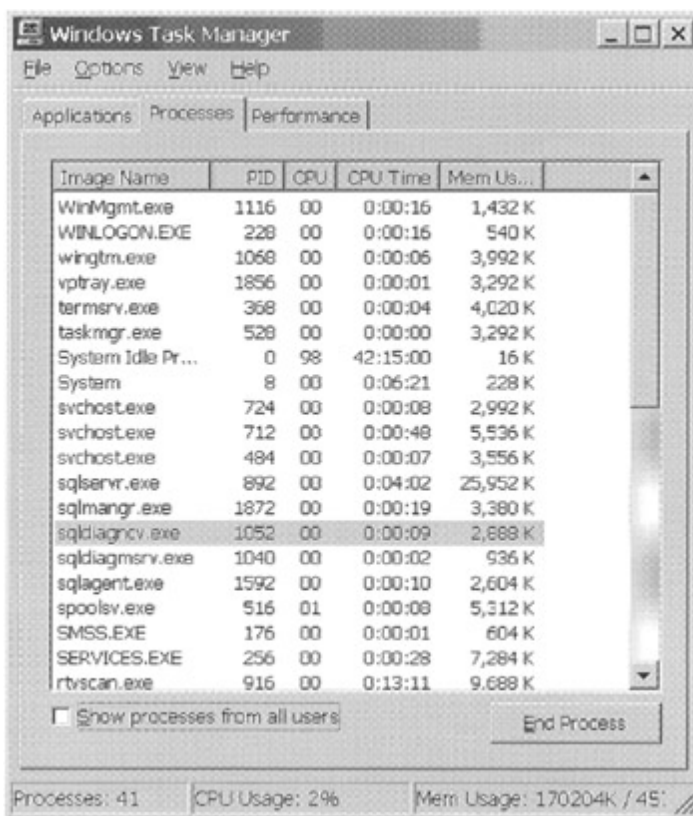 Windows Task Manager
File Options View Help
Applications Processes Performance
Image Name PID CPU CPU Time Mem Us...
WinMgmt.exe 1116 00 0:00:16 1,432 K
WINLOGON.EXE 228 00 0:00:16 540 K
wingtm.exe 1068 00 0:00:06 3,992 K
vptray.exe 1856 00 0:00:01 3,292 K
termsrv.exe 368 00 0:00:04 4,020 K
taskmgr.exe 528 00 0:00:00 3,292 K
System Idle Pr... 0 98 42:15:00 16 K
System 8 00 0:06:21 228 K
svchost.exe 724 00 0:00:08 2,992 K
svchost.exe 712 00 0:00:48 5,536 K
svchost.exe 484 00 0:00:07 3,556 K
sqlservr.exe 892 00 0:04:02 25,952 K
sqlmangr.exe 1872 00 0:00:19 3,380 K
sqldiagncv.exe 1052 00 0:00:09 2,888 K
sqldiagmsrv.exe 1040 00 0:00:02 936 K
sqlagent.exe 1592 00 0:00:10 2,604 K
spoolsv.exe 516 01 0:00:08 5,312 K
SMSS.EXE 176 00 0:00:01 604 K
SERVICES.EXE 256 00 0:00:28 7,284 K
rtvscan.exe 916 00 0:13:11 9,688 K
Show processes from all users
End Process
Processes: 41 CPU Usage: 2% Mem Usage: 170204K / 45